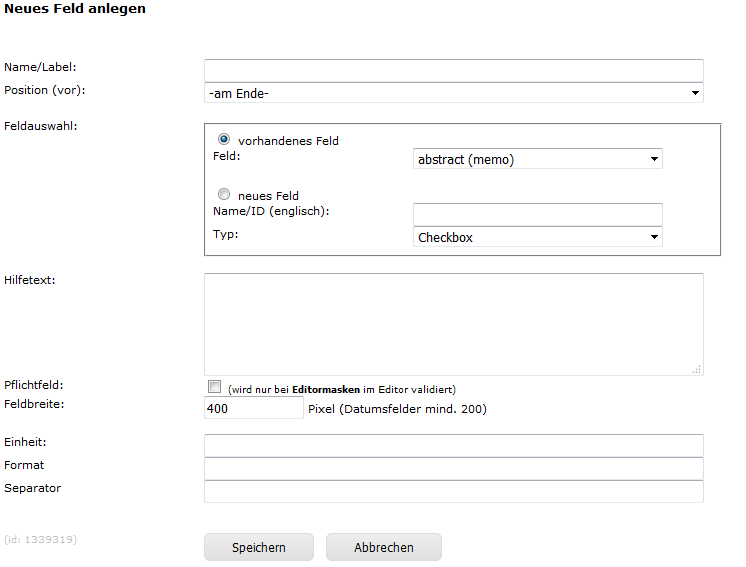 Neues Feld anlegen
Name/Label:
Position (vor): -am Ende-
Feldauswahl:
vorhandenes Feld
Feld: abstract (memo)
neues Feld
Name/ID (englisch):
Typ: Checkbox
Hilfetext:
Pflichtfeld: (wird nur bei Editormasken im Editor validiert)
Feldbreite: 400 Pixel (Datumsfelder mind. 200)
Einheit:
Format
Separator
(id: 1339319) Speichern Abbrechen